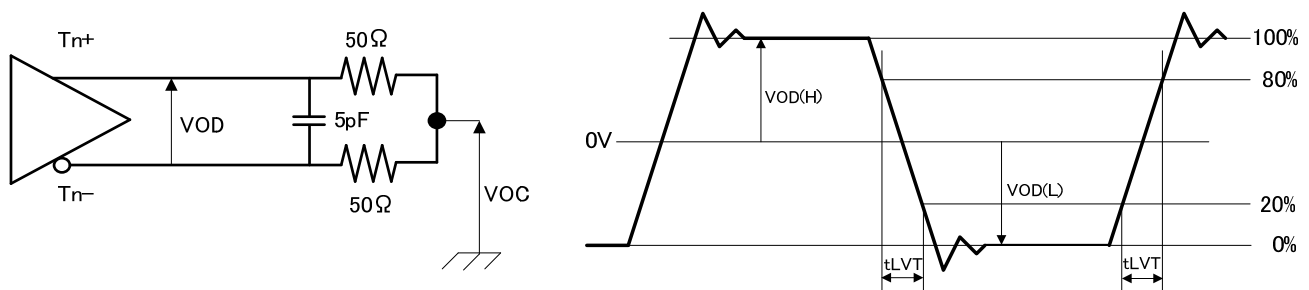 Tn+
50Ω
VOD
5pF
Tn−
50Ω
VOC
100%
80%
VOD(H)
0V
VOD(L)
20%
0%
tLVT
tLVT